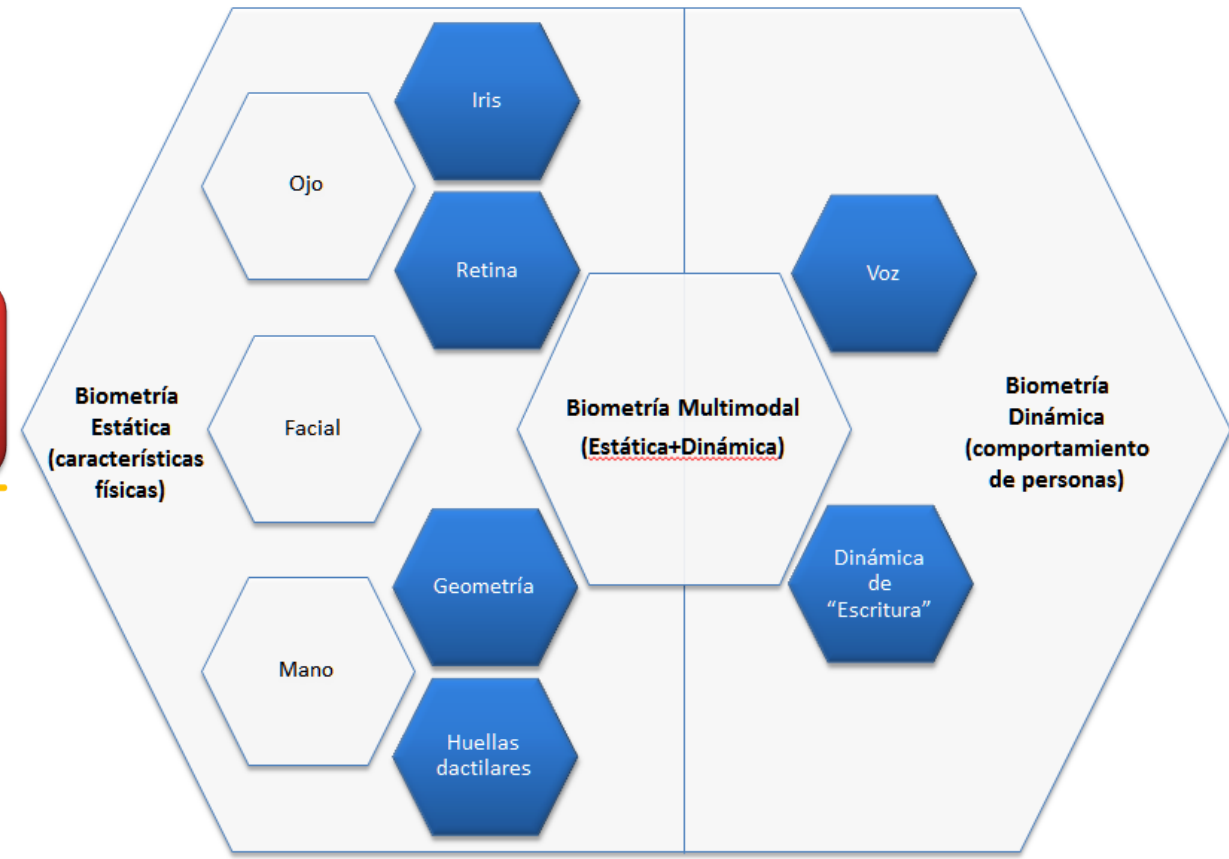 Iris
Ojo
Retina
Voz
Biometría
Estática
(características
físicas)
Facial
Biometría Multimodal
(Estática+Dinámica)
Biometría
Dinámica
(comportamiento
de personas)
Geometría
Dinámica
de
“Escritura”
Mano
Huellas
dactilares